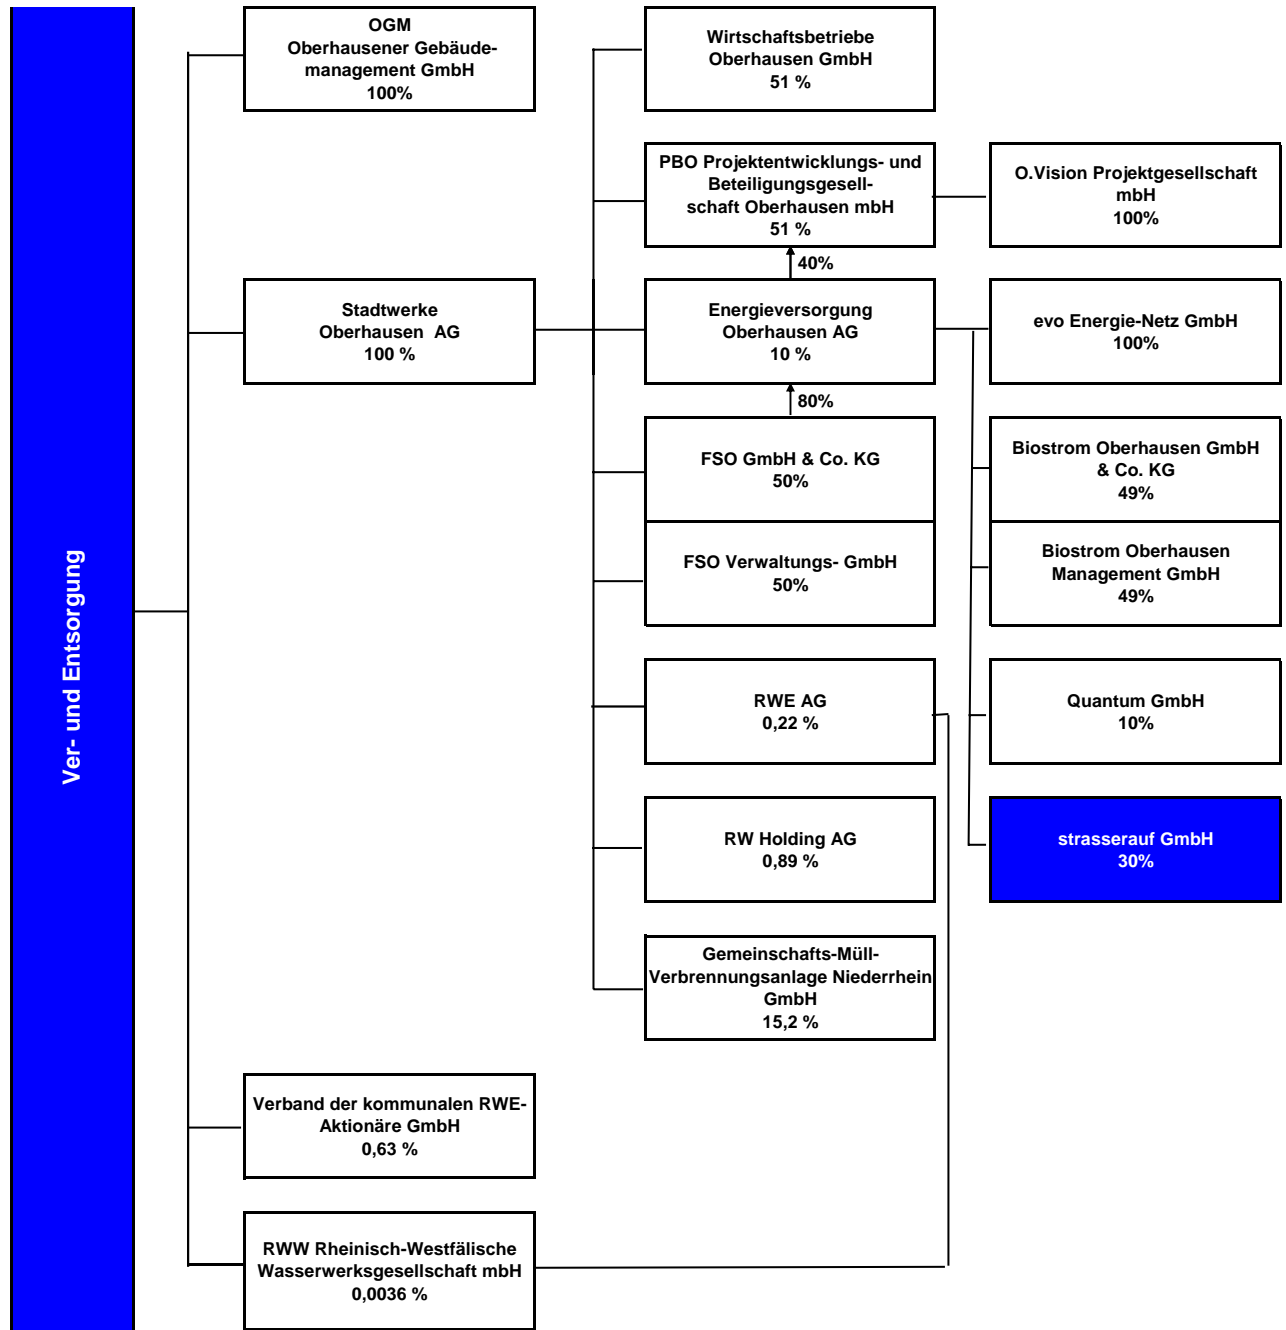 Ver- und Entsorgung
OGM
Oberhausener Gebäude-
management GmbH
100%
Stadtwerke
Oberhausen AG
100 %
Verband der kommunalen RWE-
Aktionäre GmbH
0,63 %
RWW Rheinisch-Westfälische
Wasserwerksgesellschaft mbH
0,0036 %
Wirtschaftsbetriebe
Oberhausen GmbH
51 %
PBO Projektentwicklungs- und
Beteiligungsgesell-
schaft Oberhausen mbH
51 %
40%
Energieversorgung
Oberhausen AG
10 %
80%
FSO GmbH & Co. KG
50%
FSO Verwaltungs- GmbH
50%
RWE AG
0,22 %
RW Holding AG
0,89 %
Gemeinschafts-Müll-
Verbrennungsanlage Niederrhein
GmbH
15,2 %
O.Vision Projektgesellschaft
mbH
100%
evo Energie-Netz GmbH
100%
Biostrom Oberhausen GmbH
& Co. KG
49%
Biostrom Oberhausen
Management GmbH
49%
Quantum GmbH
10%
strasserauf GmbH
30%